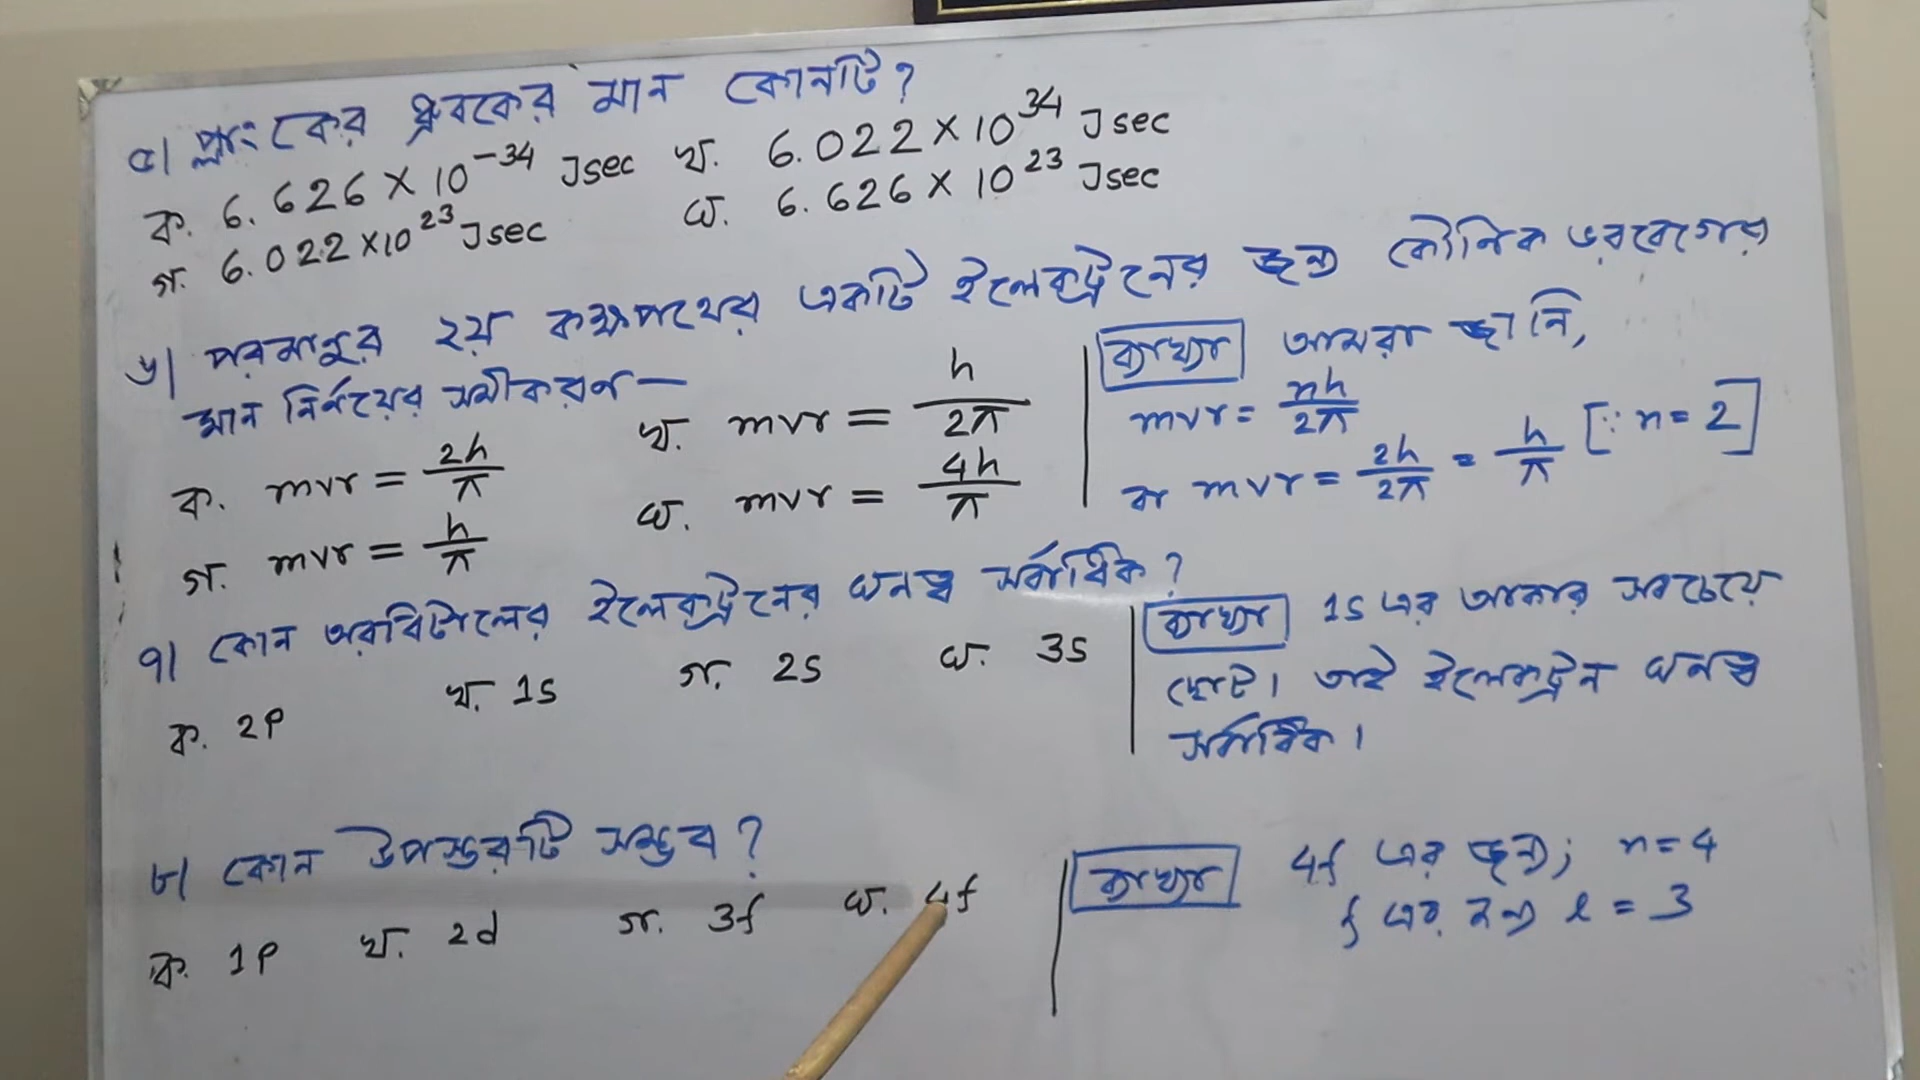 ৫। প্লাংকের ধ্রুবকের মান কোনটি?
ক. 6.626 × 10⁻³⁴ Jsec খ. 6.022 × 10³⁴ Jsec
গ. 6.022 × 10²³ Jsec ঘ. 6.626 × 10²³ Jsec
৬। পরমানুর ২য় কক্ষপথের একটি ইলেকট্রনের জন্য কৌনিক ভরবেগের
মান নির্নয়ের সমীকরণ —
ক. mvr = 2h/π খ. mvr = h/2π
গ. mvr = h/π ঘ. mvr = 4h/π
ব্যাখ্যা আমরা জানি,
mvr = nh/2π
বা mvr = 2h/2π = h/π [∵ n = 2]
৭। কোন অরবিটালের ইলেকট্রনের ঘনত্ব সর্বাধিক?
ক. 2p খ. 1s গ. 2s ঘ. 3s
ব্যাখ্যা 1s এর আকার সবচেয়ে
ছোট। তাই ইলেকট্রন ঘনত্ব
সর্বাধিক।
৮। কোন উপস্তরটি সম্ভব?
ক. 1p খ. 2d গ. 3f ঘ. 4f
ব্যাখ্যা 4f এর জন্য; n = 4
f এর জন্য l = 3